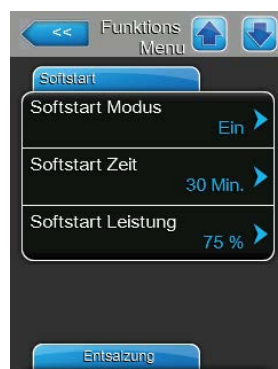 <<
Funktions
Menu
Softstart
Softstart Modus
Ein
Softstart Zeit
30 Min.
Softstart Leistung
75 %
Entsalzung